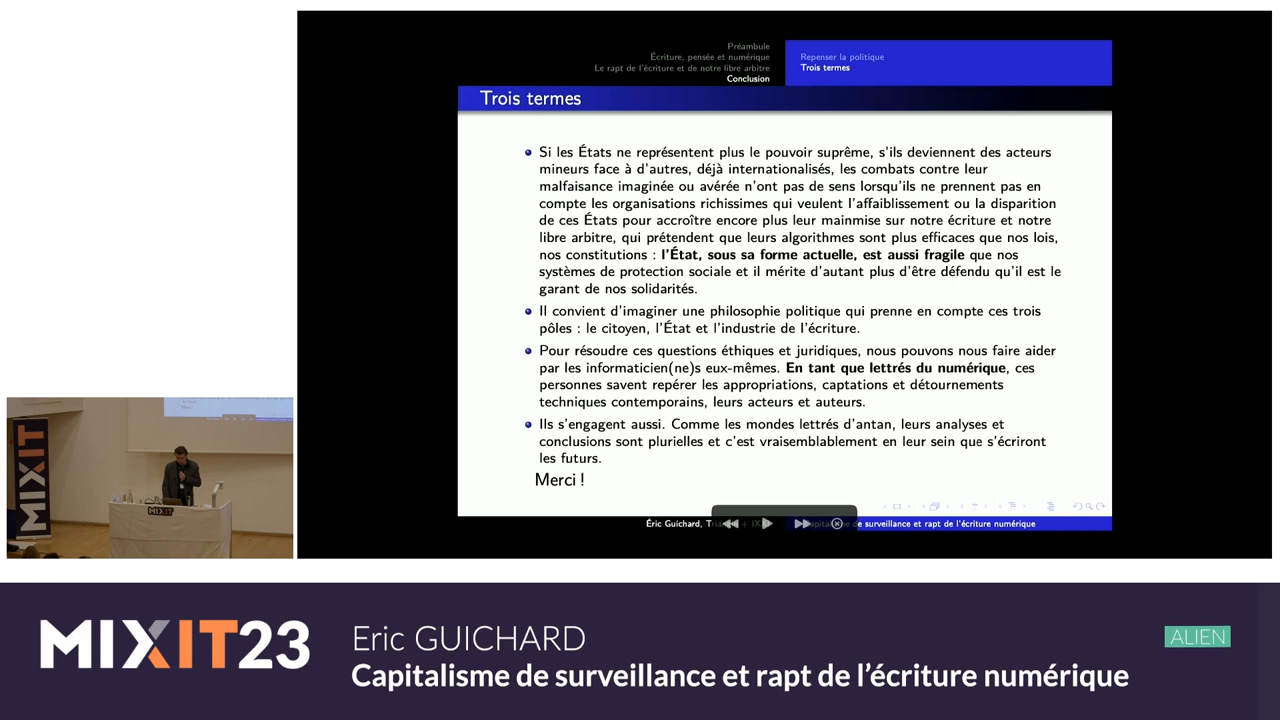 Préambule
Écriture, pensée et numérique
Le rapt de l'écriture et de notre libre arbitre
Conclusion
Repenser la politique
Trois termes
Trois termes
Si les États ne représentent plus le pouvoir suprême, s'ils deviennent des acteurs
mineurs face à d'autres, déjà internationalisés, les combats contre leur
malfaisance imaginée ou avérée n'ont pas de sens lorsqu'ils ne prennent pas en
compte les organisations richissimes qui veulent l'affaiblissement ou la disparition
de ces États pour accroître encore plus leur mainmise sur notre écriture et notre
libre arbitre, qui prétendent que leurs algorithmes sont plus efficaces que nos lois,
nos constitutions : l'État, sous sa forme actuelle, est aussi fragile que nos
systèmes de protection sociale et il mérite d'autant plus d'être défendu qu'il est le
garant de nos solidarités.
Il convient d'imaginer une philosophie politique qui prenne en compte ces trois
pôles : le citoyen, l'État et l'industrie de l'écriture.
Pour résoudre ces questions éthiques et juridiques, nous pouvons nous faire aider
par les informaticien(ne)s eux-mêmes. En tant que lettrés du numérique, ces
personnes savent repérer les appropriations, captations et détournements
techniques contemporains, leurs acteurs et auteurs.
Ils s'engagent aussi. Comme les mondes lettrés d'antan, leurs analyses et
conclusions sont plurielles et c'est vraisemblablement en leur sein que s'écriront
les futurs.
Merci !
Éric Guichard, de surveillance et rapt de l'écriture numérique
MIXIT
MIXIT
MIXIT23
Eric GUICHARD
ALIEN
Capitalisme de surveillance et rapt de l'écriture numérique